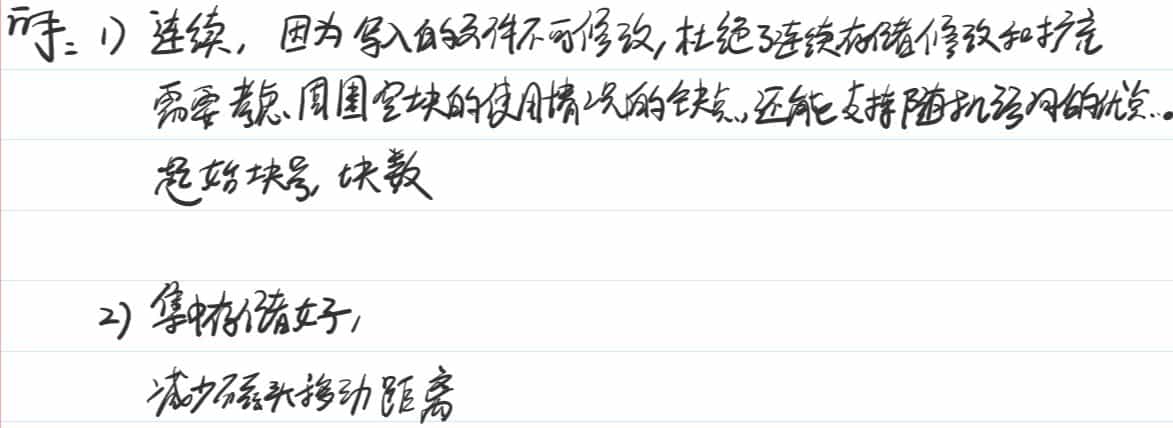 解: 1) 连续, 因为写入的文件不可修改, 杜绝了连续存储修改和扩充
需要考虑周围空块的使用情况的缺点, 还能支持随机访问的优点...。
起始块号, 块数
2) 集中存储好,
减少磁头移动距离